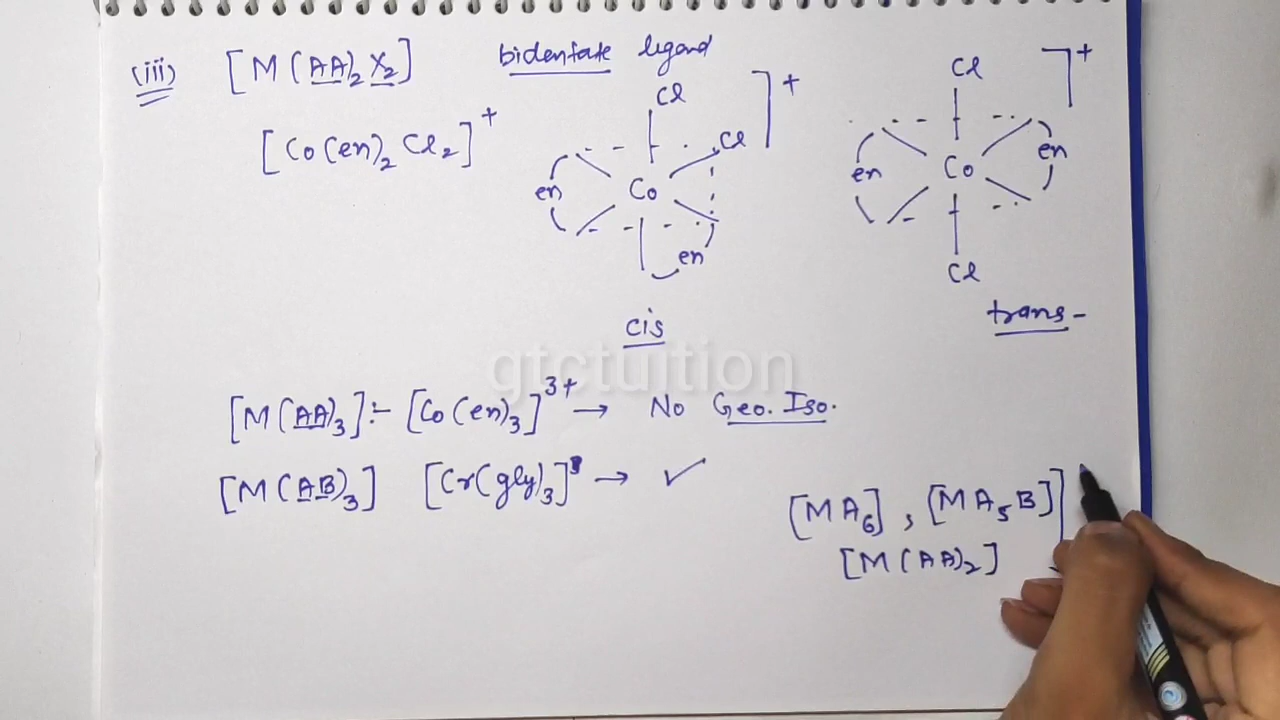 (iii) [M(AA)₂X₂] bidentate ligand
[Co(en)₂Cl₂]⁺
Cl ]⁺
Cl
en Co
en
cis
Cl ]⁺
en Co en
Cl
trans-
gtctuition
[M(AA)₃]:- [Co(en)₃]³⁺ → No Geo. Iso.
[M(AB)₃] [Cr(gly)₃] → ✓
[MA₆], [MA₅B]
[M(AA)₂]